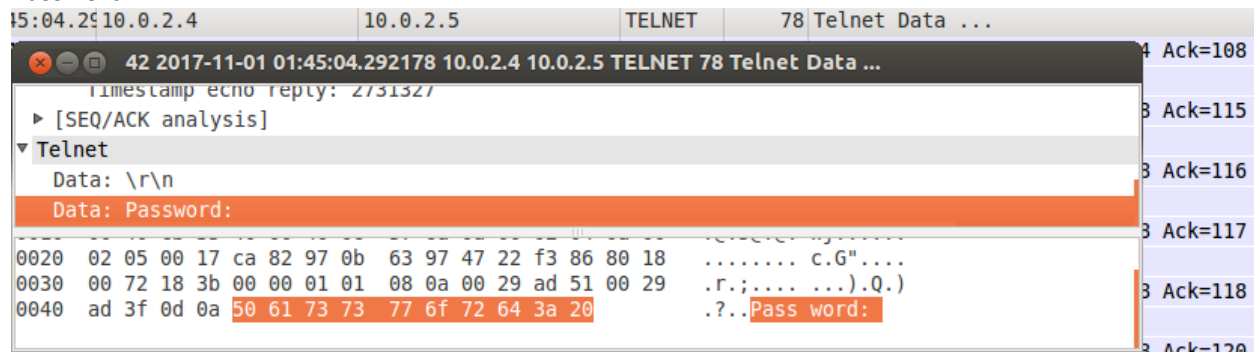 45:04.29 10.0.2.4 10.0.2.5 TELNET 78 Telnet Data ...
42 2017-11-01 01:45:04.292178 10.0.2.4 10.0.2.5 TELNET 78 Telnet Data ...
4 Ack=108
Timestamp echo reply: 2731327
▸ [SEQ/ACK analysis]
3 Ack=115
▾ Telnet
Data: \r\n
3 Ack=116
Data: Password:
3 Ack=117
0020 02 05 00 17 ca 82 97 0b 63 97 47 22 f3 86 80 18 ........ c.G"....
0030 00 72 18 3b 00 00 01 01 08 0a 00 29 ad 51 00 29 .r.;.... ...).Q.)
3 Ack=118
0040 ad 3f 0d 0a 50 61 73 73 77 6f 72 64 3a 20 .?..Pass word:
3 Ack=120